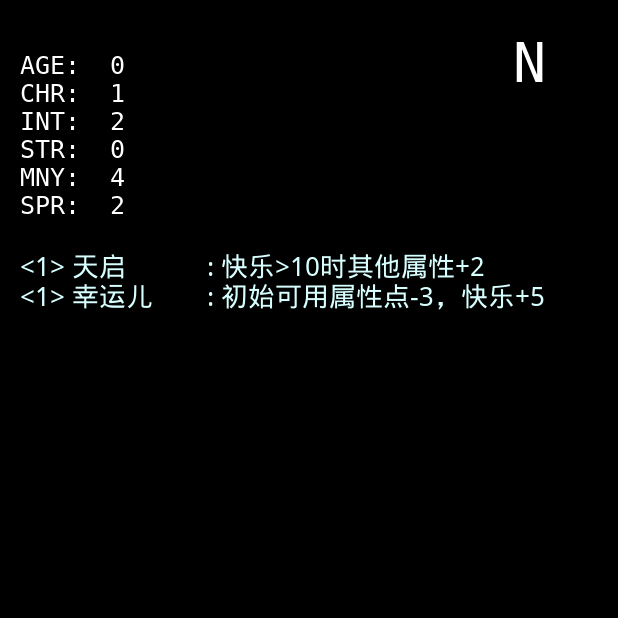 N
AGE: 0
CHR: 1
INT: 2
STR: 0
MNY: 4
SPR: 2
<1> 天启 : 快乐>10时其他属性+2
<1> 幸运儿 : 初始可用属性点-3，快乐+5